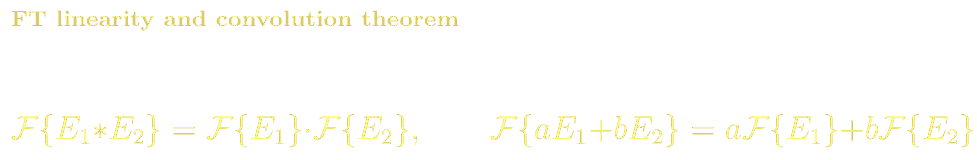 FT linearity and convolution theorem
ℱ{E₁*E₂} = ℱ{E₁}·ℱ{E₂}, ℱ{aE₁+bE₂} = aℱ{E₁}+bℱ{E₂}